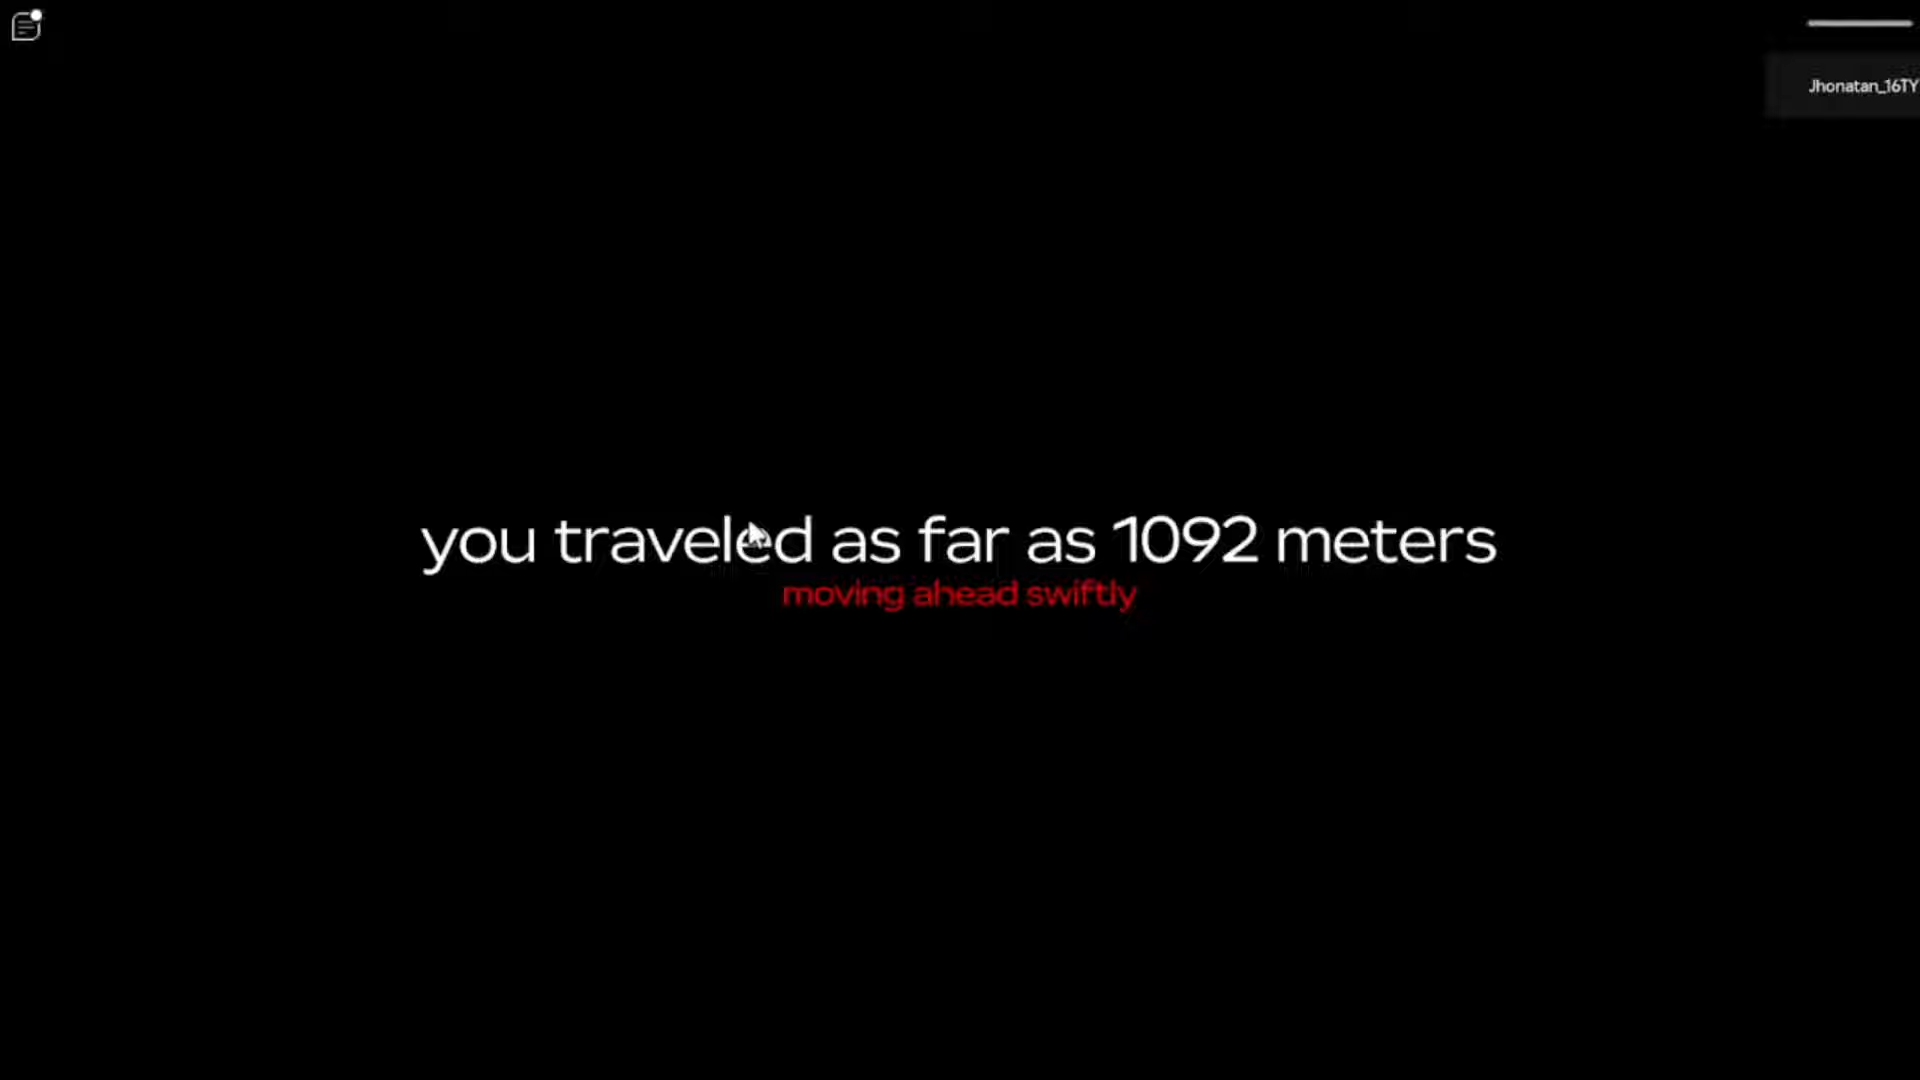 Jhonatan_16TY
you traveled as far as 1092 meters
moving ahead swiftly